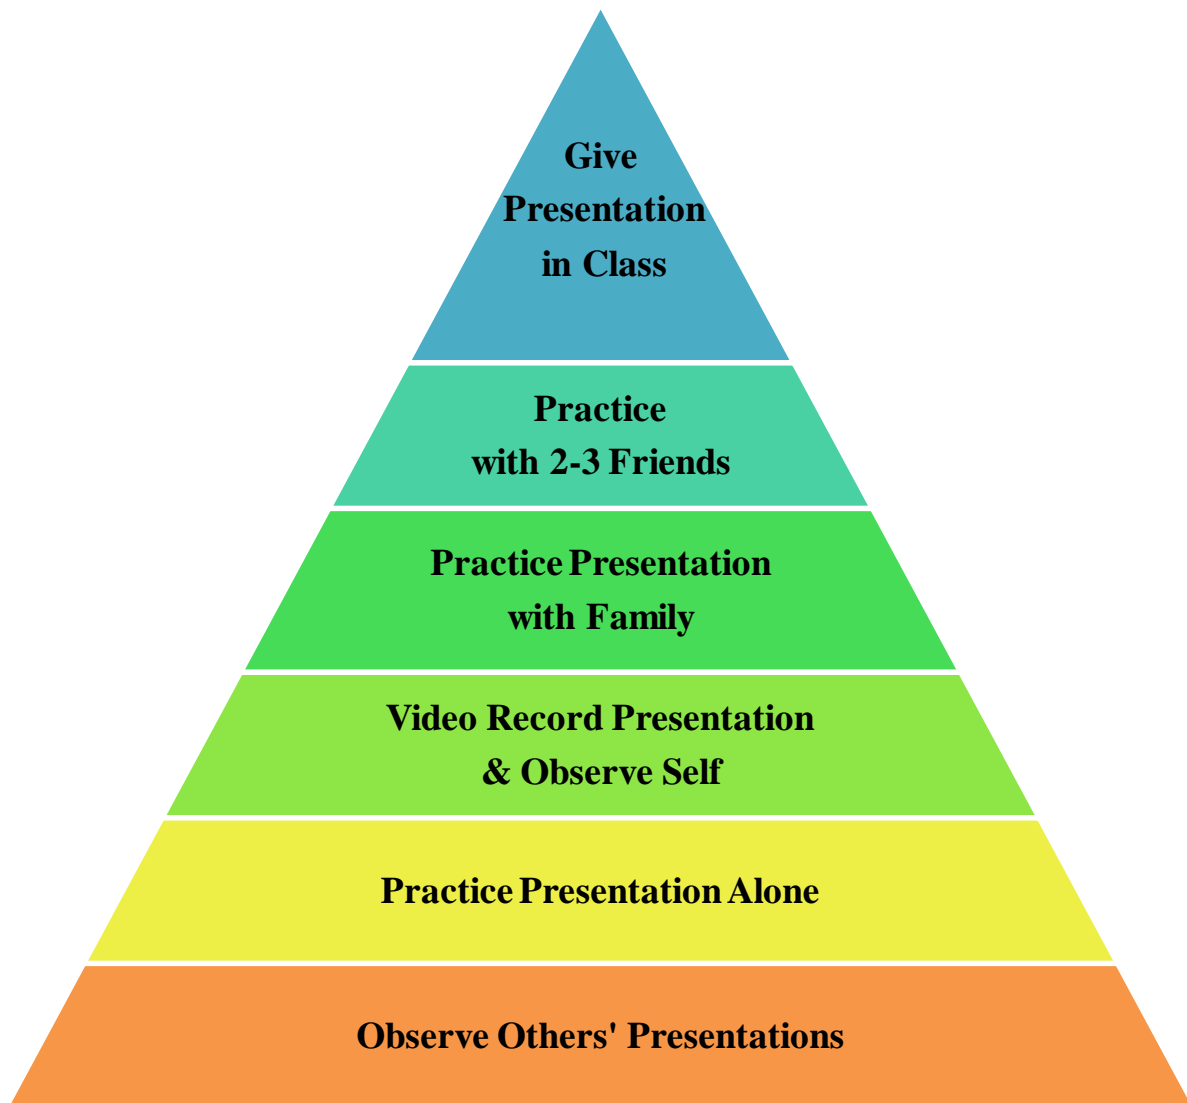 Give
Presentation
in Class
Practice
with 2-3 Friends
Practice Presentation
with Family
Video Record Presentation
& Observe Self
Practice Presentation Alone
Observe Others' Presentations